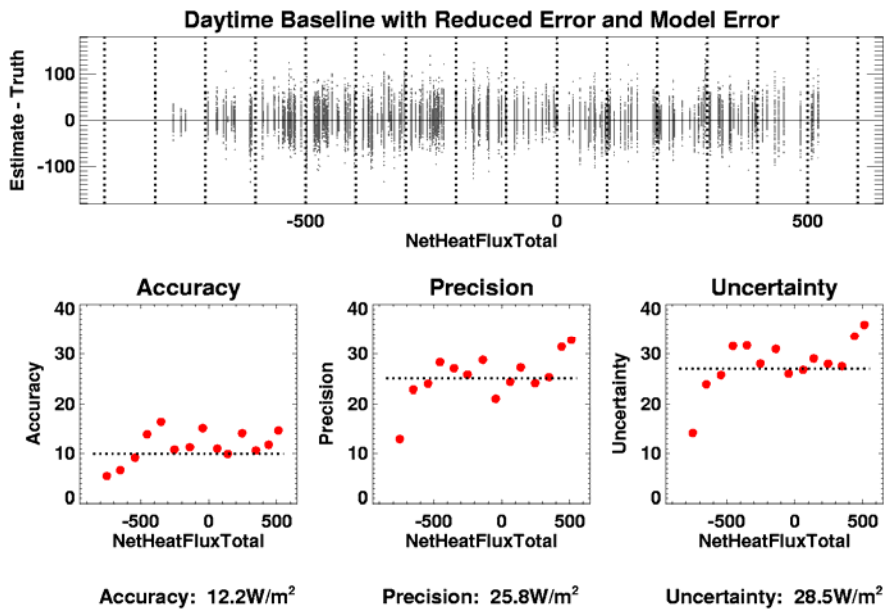 Daytime Baseline with Reduced Error and Model Error
Estimate - Truth
100
0
-100
-500 0 500
NetHeatFluxTotal
Accuracy
Accuracy
40
30
20
10
0
-500 0 500
NetHeatFluxTotal
Precision
Precision
40
30
20
10
0
-500 0 500
NetHeatFluxTotal
Uncertainty
Uncertainty
40
30
20
10
0
-500 0 500
NetHeatFluxTotal
Accuracy: 12.2W/m² Precision: 25.8W/m² Uncertainty: 28.5W/m²